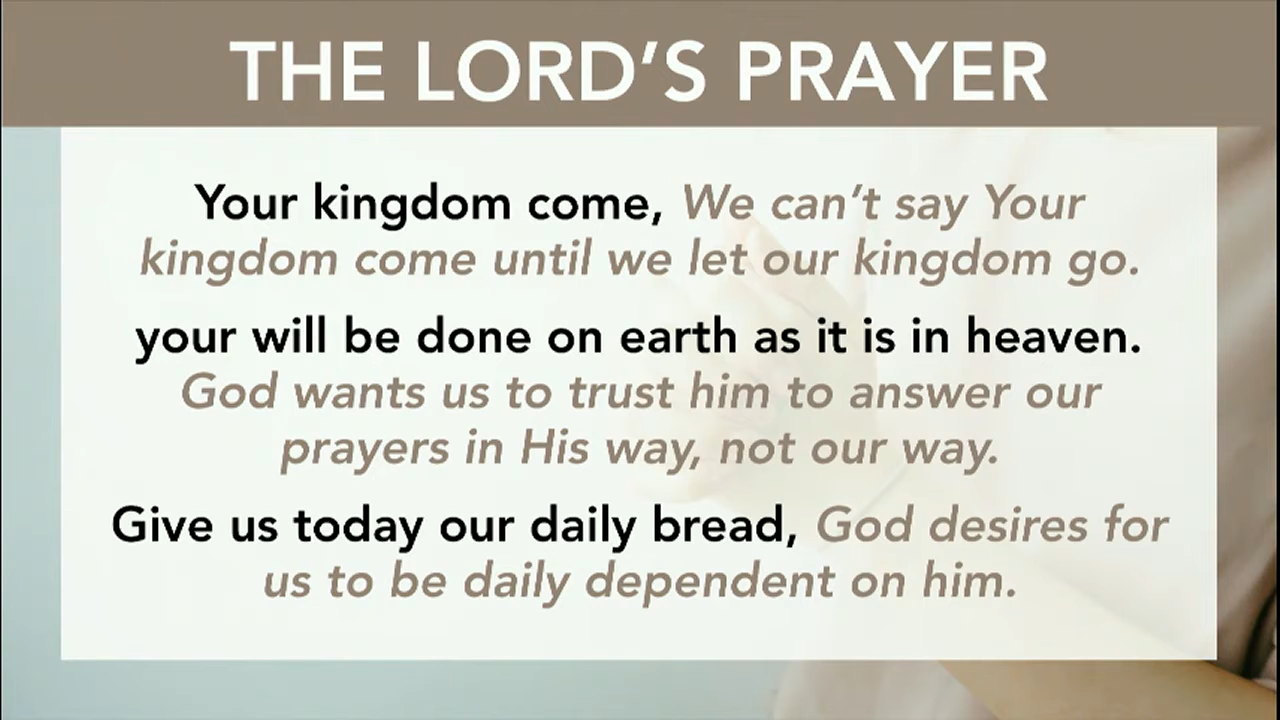 THE LORD’S PRAYER
Your kingdom come, We can’t say Your
kingdom come until we let our kingdom go.
your will be done on earth as it is in heaven.
God wants us to trust him to answer our
prayers in His way, not our way.
Give us today our daily bread, God desires for
us to be daily dependent on him.